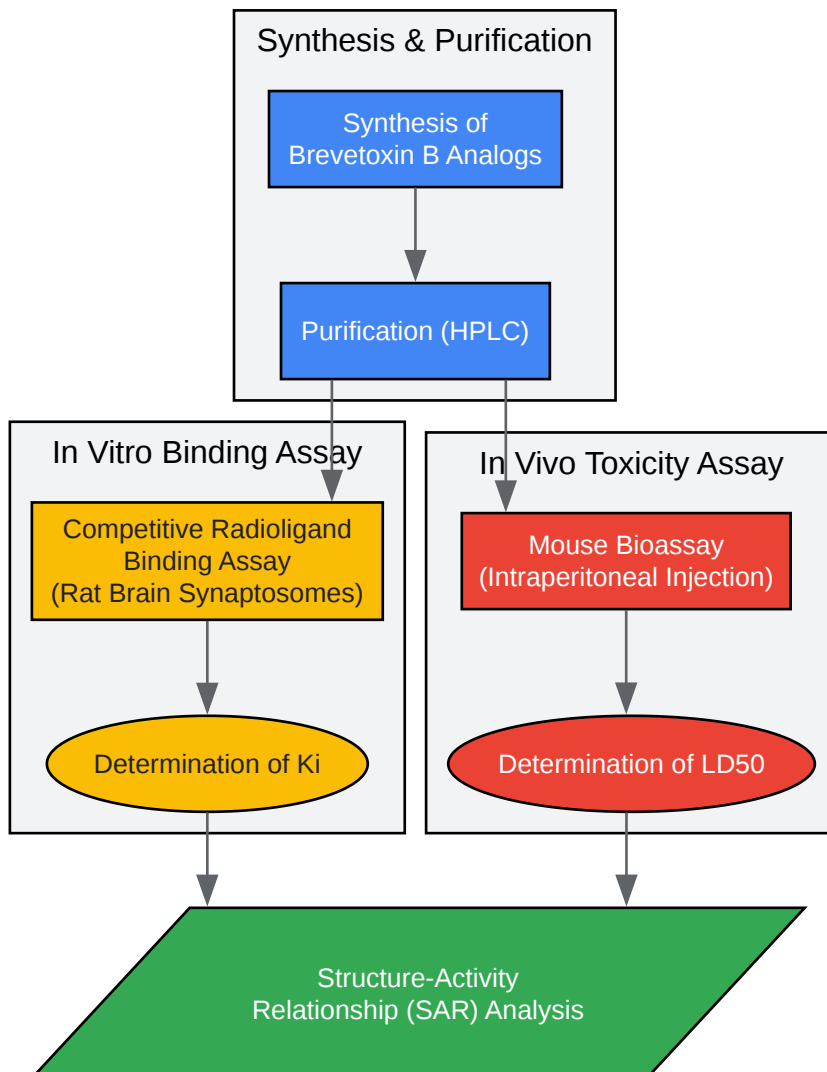 Synthesis & Purification
Synthesis of
Brevetoxin B Analogs
Purification (HPLC)
In Vitro Binding Assay
Competitive Radioligand
Binding Assay
(Rat Brain Synaptosomes)
Determination of Ki
In Vivo Toxicity Assay
Mouse Bioassay
(Intraperitoneal Injection)
Determination of LD50
Structure-Activity
Relationship (SAR) Analysis